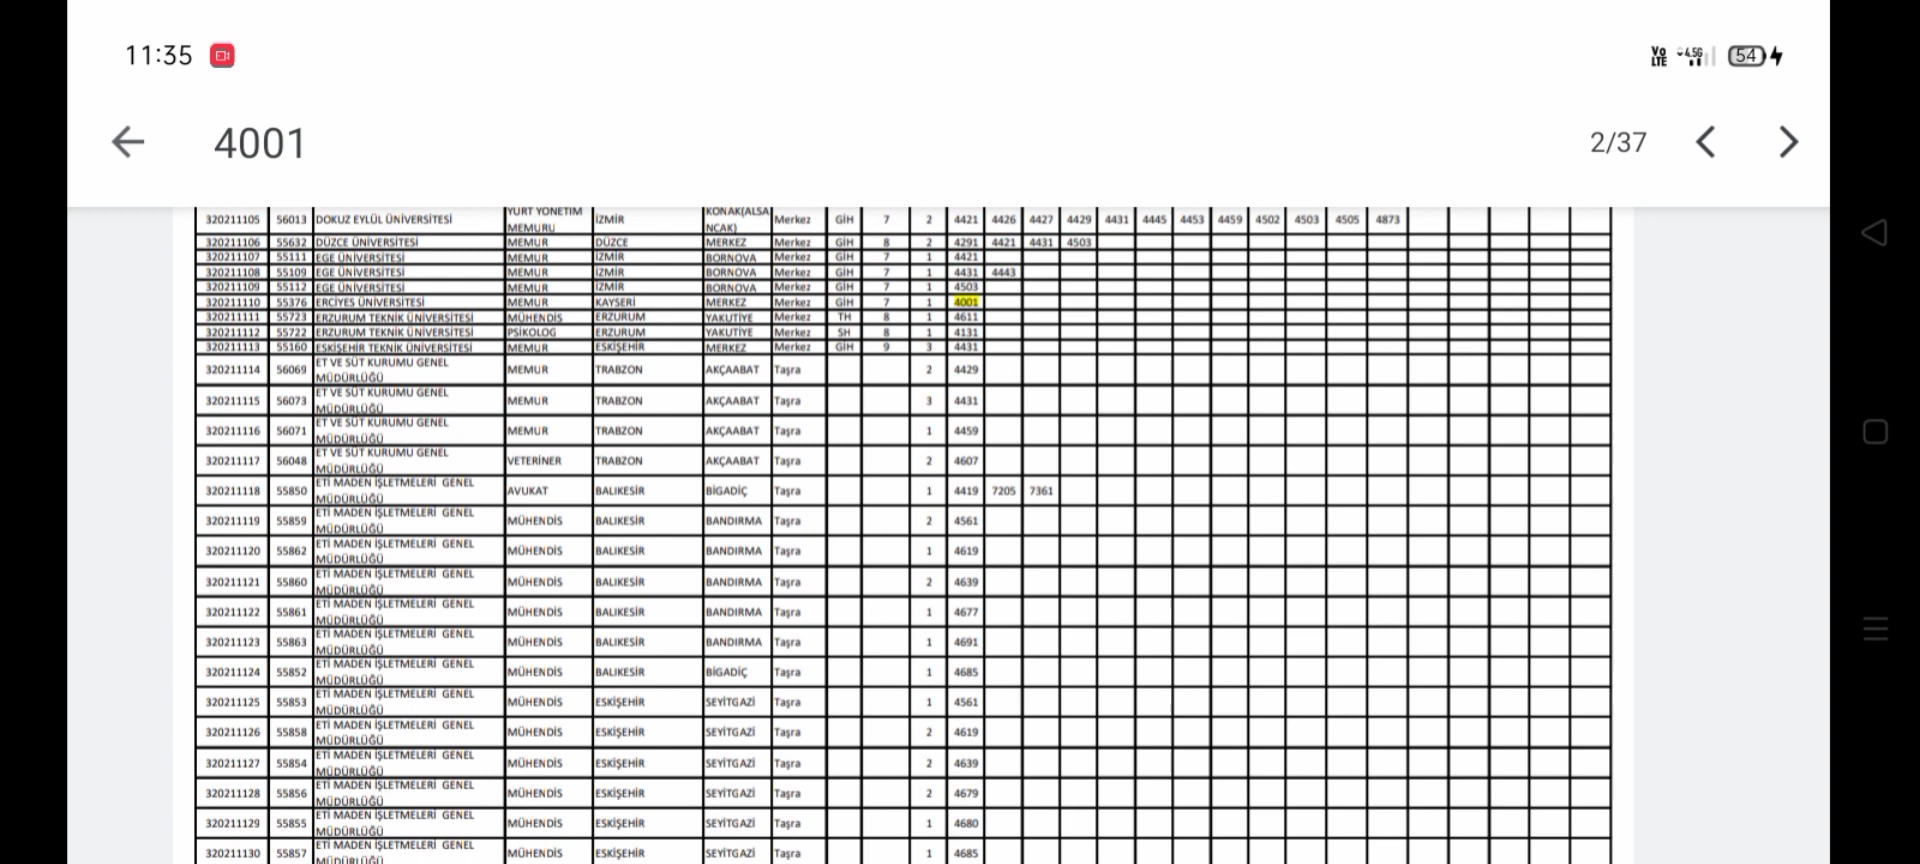 11:35 Vo LTE 4.5G 54
4001 2/37
320211105 56013 DOKUZ EYLÜL ÜNİVERSİTESİ YURT YÖNETİM MEMURU İZMİR KONAK(ALSANCAK) Merkez GİH 7 2 4421 4426 4427 4429 4431 4445 4453 4459 4502 4503 4505 4873
320211106 55632 DÜZCE ÜNİVERSİTESİ MEMUR DÜZCE MERKEZ Merkez GİH 8 2 4291 4421 4431 4503
320211107 55111 EGE ÜNİVERSİTESİ MEMUR İZMİR BORNOVA Merkez GİH 7 1 4421
320211108 55109 EGE ÜNİVERSİTESİ MEMUR İZMİR BORNOVA Merkez GİH 7 1 4431 4443
320211109 55112 EGE ÜNİVERSİTESİ MEMUR İZMİR BORNOVA Merkez GİH 7 1 4503
320211110 55376 ERCİYES ÜNİVERSİTESİ MEMUR KAYSERİ MERKEZ Merkez GİH 7 1 4001
320211111 55723 ERZURUM TEKNİK ÜNİVERSİTESİ MÜHENDİS ERZURUM YAKUTİYE Merkez TH 8 1 4611
320211112 55722 ERZURUM TEKNİK ÜNİVERSİTESİ PSİKOLOG ERZURUM YAKUTİYE Merkez SH 8 1 4131
320211113 55160 ESKİŞEHİR TEKNİK ÜNİVERSİTESİ MEMUR ESKİŞEHİR MERKEZ Merkez GİH 9 3 4431
320211114 56069 ET VE SÜT KURUMU GENEL MÜDÜRLÜĞÜ MEMUR TRABZON AKÇAABAT Taşra 2 4429
320211115 56073 ET VE SÜT KURUMU GENEL MÜDÜRLÜĞÜ MEMUR TRABZON AKÇAABAT Taşra 3 4431
320211116 56071 ET VE SÜT KURUMU GENEL MÜDÜRLÜĞÜ MEMUR TRABZON AKÇAABAT Taşra 1 4459
320211117 56048 ET VE SÜT KURUMU GENEL MÜDÜRLÜĞÜ VETERİNER TRABZON AKÇAABAT Taşra 2 4607
320211118 55850 ETİ MADEN İŞLETMELERİ GENEL MÜDÜRLÜĞÜ AVUKAT BALIKESİR BİGADİÇ Taşra 1 4419 7205 7361
320211119 55859 ETİ MADEN İŞLETMELERİ GENEL MÜDÜRLÜĞÜ MÜHENDİS BALIKESİR BANDIRMA Taşra 2 4561
320211120 55862 ETİ MADEN İŞLETMELERİ GENEL MÜDÜRLÜĞÜ MÜHENDİS BALIKESİR BANDIRMA Taşra 1 4619
320211121 55860 ETİ MADEN İŞLETMELERİ GENEL MÜDÜRLÜĞÜ MÜHENDİS BALIKESİR BANDIRMA Taşra 2 4639
320211122 55861 ETİ MADEN İŞLETMELERİ GENEL MÜDÜRLÜĞÜ MÜHENDİS BALIKESİR BANDIRMA Taşra 1 4677
320211123 55863 ETİ MADEN İŞLETMELERİ GENEL MÜDÜRLÜĞÜ MÜHENDİS BALIKESİR BANDIRMA Taşra 1 4691
320211124 55852 ETİ MADEN İŞLETMELERİ GENEL MÜDÜRLÜĞÜ MÜHENDİS BALIKESİR BİGADİÇ Taşra 1 4685
320211125 55853 ETİ MADEN İŞLETMELERİ GENEL MÜDÜRLÜĞÜ MÜHENDİS ESKİŞEHİR SEYİTGAZİ Taşra 1 4561
320211126 55858 ETİ MADEN İŞLETMELERİ GENEL MÜDÜRLÜĞÜ MÜHENDİS ESKİŞEHİR SEYİTGAZİ Taşra 2 4619
320211127 55854 ETİ MADEN İŞLETMELERİ GENEL MÜDÜRLÜĞÜ MÜHENDİS ESKİŞEHİR SEYİTGAZİ Taşra 2 4639
320211128 55856 ETİ MADEN İŞLETMELERİ GENEL MÜDÜRLÜĞÜ MÜHENDİS ESKİŞEHİR SEYİTGAZİ Taşra 2 4679
320211129 55855 ETİ MADEN İŞLETMELERİ GENEL MÜDÜRLÜĞÜ MÜHENDİS ESKİŞEHİR SEYİTGAZİ Taşra 1 4680
320211130 55857 ETİ MADEN İŞLETMELERİ GENEL MÜDÜRLÜĞÜ MÜHENDİS ESKİŞEHİR SEYİTGAZİ Taşra 1 4685